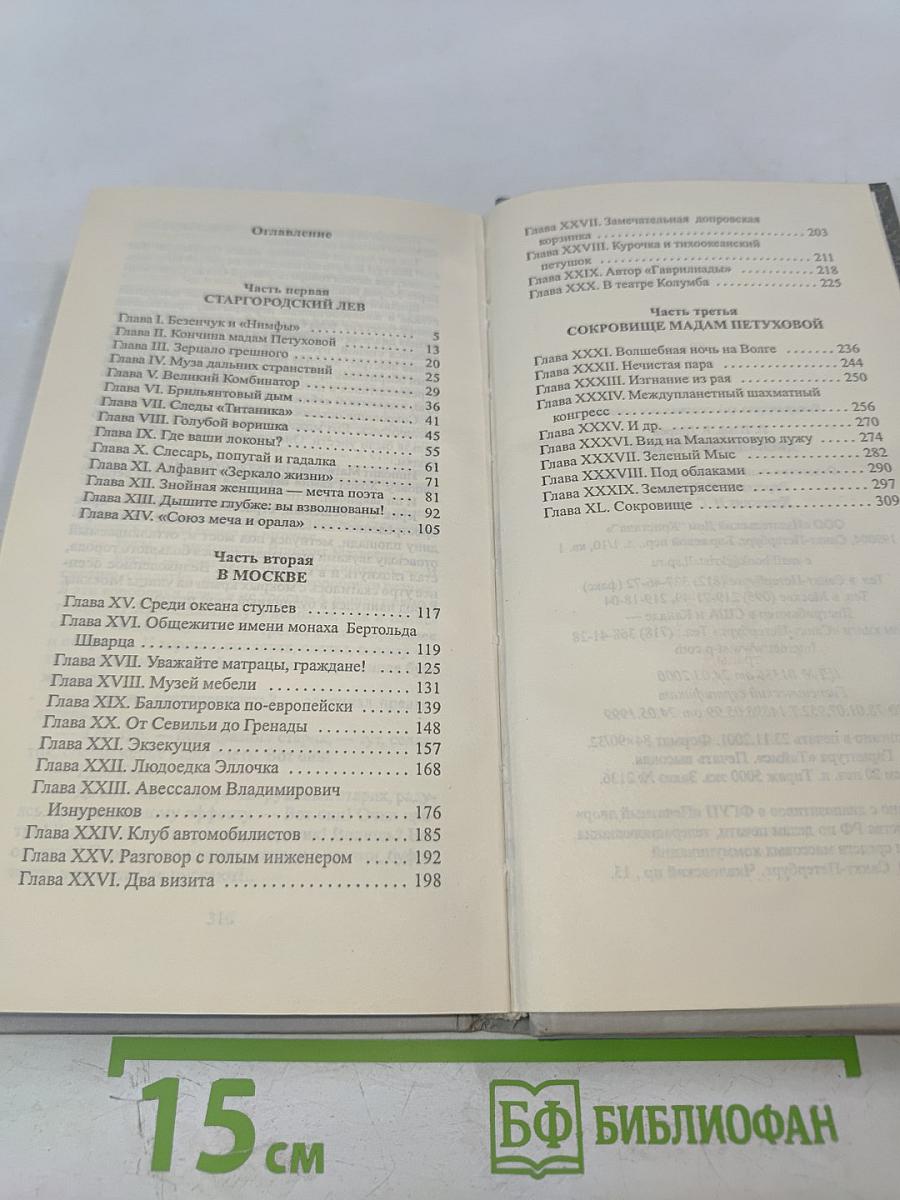 Оглавление
Часть первая
СТАРГОРОДСКИЙ ЛЕВ
Глава I. Безенчук и «Нимфы» .......... 5
Глава II. Кончина мадам Петуховой .......... 13
Глава III. Зерцало грешного .......... 20
Глава IV. Муза дальних странствий .......... 25
Глава V. Великий Комбинатор .......... 29
Глава VI. Брильянтовый дым .......... 36
Глава VII. Следы «Титаника» .......... 41
Глава VIII. Голубой воришка .......... 45
Глава IX. Где ваши локоны? .......... 55
Глава X. Слесарь, попугай и гадалка .......... 61
Глава XI. Алфавит «Зеркало жизни» .......... 71
Глава XII. Знойная женщина — мечта поэта ... 81
Глава XIII. Дышите глубже: вы взволнованы! ... 92
Глава XIV. «Союз меча и орала» .......... 105
Часть вторая
В МОСКВЕ
Глава XV. Среди океана стульев .......... 117
Глава XVI. Общежитие имени монаха Бертольда
Шварца .......... 119
Глава XVII. Уважайте матрацы, граждане! .... 125
Глава XVIII. Музей мебели .......... 131
Глава XIX. Баллотировка по-европейски ..... 139
Глава XX. От Севильи до Гренады .......... 148
Глава XXI. Экзекуция .......... 157
Глава XXII. Людоедка Эллочка .......... 168
Глава XXIII. Авессалом Владимирович
Изнуренков .......... 176
Глава XXIV. Клуб автомобилистов .......... 185
Глава XXV. Разговор с голым инженером ..... 192
Глава XXVI. Два визита .......... 198
Глава XXVII. Замечательная допровская
корзинка .......... 203
Глава XXVIII. Курочка и тихоокеанский
петушок .......... 211
Глава XXIX. Автор «Гаврилиады» .......... 218
Глава XXX. В театре Колумба .......... 225
Часть третья
СОКРОВИЩЕ МАДАМ ПЕТУХОВОЙ
Глава XXXI. Волшебная ночь на Волге ....... 236
Глава XXXII. Нечистая пара .......... 244
Глава XXXIII. Изгнание из рая .......... 250
Глава XXXIV. Междупланетный шахматный
конгресс .......... 256
Глава XXXV. И др. .......... 270
Глава XXXVI. Вид на Малахитовую лужу ..... 274
Глава XXXVII. Зеленый Мыс .......... 282
Глава XXXVIII. Под облаками .......... 290
Глава XXXIX. Землетрясение .......... 297
Глава XL. Сокровище .......... 309
15 см
БФ БИБЛИОФАН